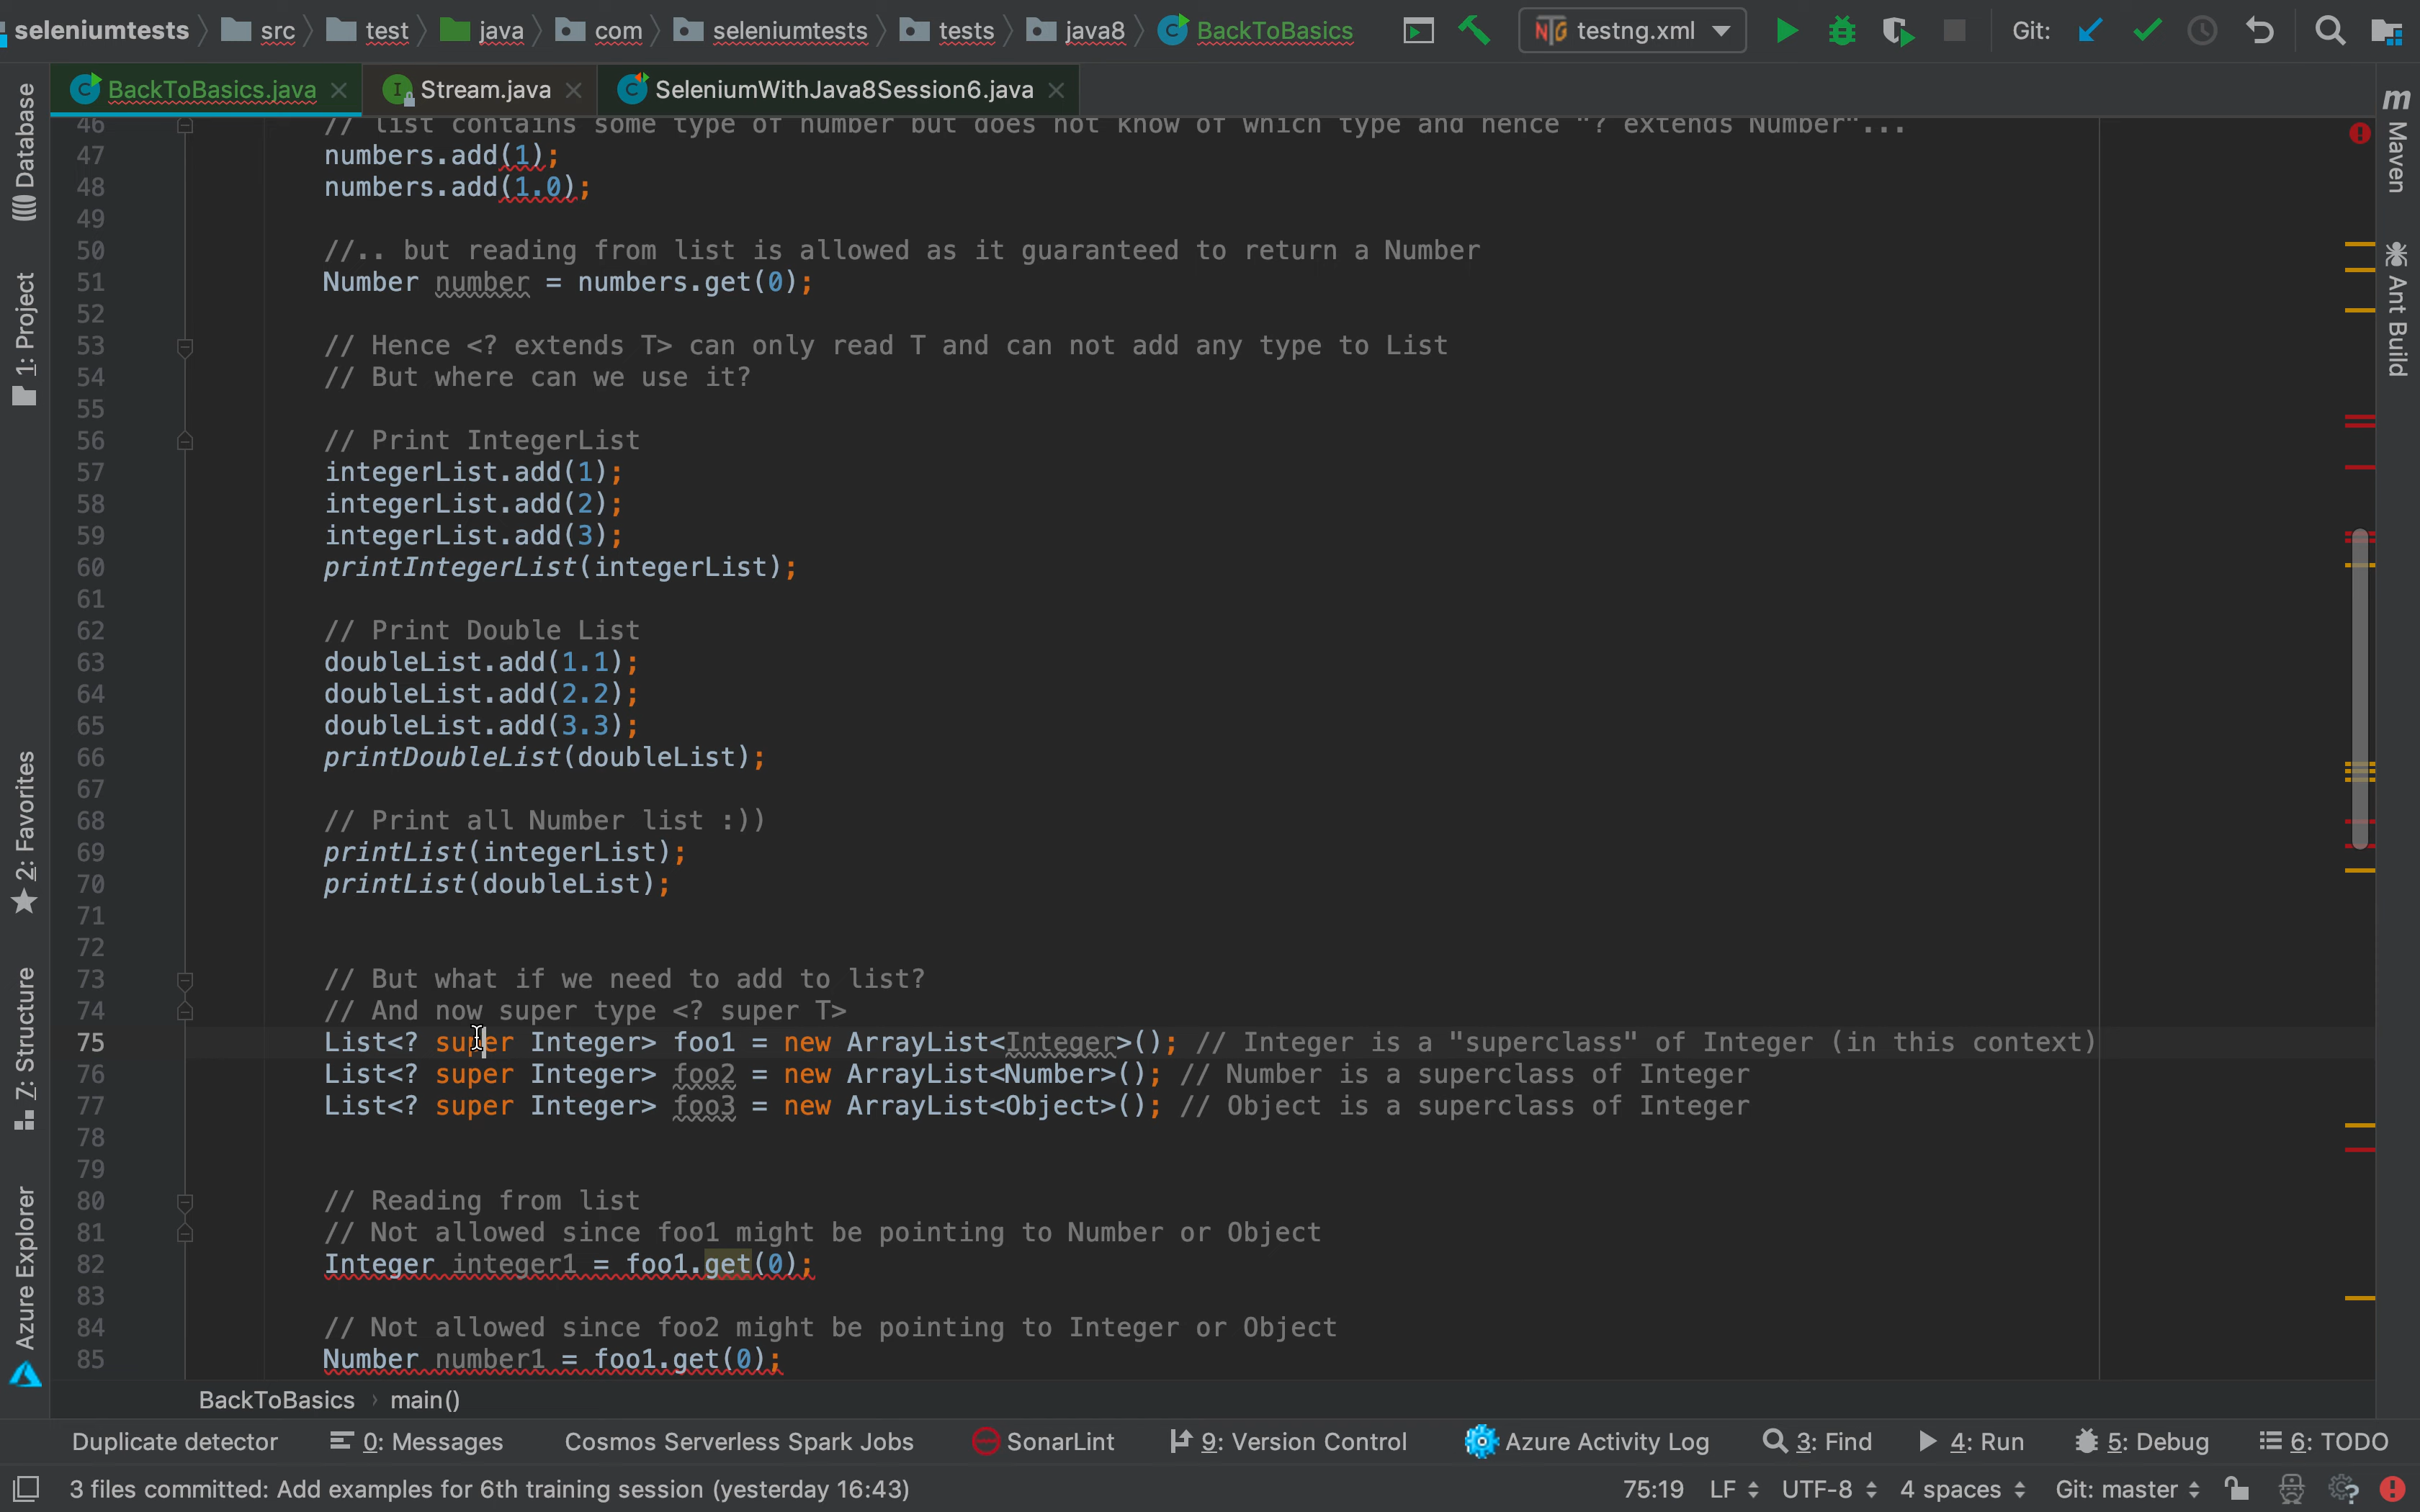 seleniumtests src test java com seleniumtests tests java8 BackToBasics testng.xml Git:
BackToBasics.java Stream.java SeleniumWithJava8Session6.java
Database
1: Project
2: Favorites
7: Structure
Azure Explorer
46 // list contains some type of number but does not know of which type and hence "? extends Number"...
47 numbers.add(1);
48 numbers.add(1.0);
49
50 //.. but reading from list is allowed as it guaranteed to return a Number
51 Number number = numbers.get(0);
52
53 // Hence <? extends T> can only read T and can not add any type to List
54 // But where can we use it?
55
56 // Print IntegerList
57 integerList.add(1);
58 integerList.add(2);
59 integerList.add(3);
60 printIntegerList(integerList);
61
62 // Print Double List
63 doubleList.add(1.1);
64 doubleList.add(2.2);
65 doubleList.add(3.3);
66 printDoubleList(doubleList);
67
68 // Print all Number list :))
69 printList(integerList);
70 printList(doubleList);
71
72
73 // But what if we need to add to list?
74 // And now super type <? super T>
75 List<? super Integer> foo1 = new ArrayList<Integer>(); // Integer is a "superclass" of Integer (in this context)
76 List<? super Integer> foo2 = new ArrayList<Number>(); // Number is a superclass of Integer
77 List<? super Integer> foo3 = new ArrayList<Object>(); // Object is a superclass of Integer
78
79
80 // Reading from list
81 // Not allowed since foo1 might be pointing to Number or Object
82 Integer integer1 = foo1.get(0);
83
84 // Not allowed since foo2 might be pointing to Integer or Object
85 Number number1 = foo1.get(0);
m Maven
Ant Build
BackToBasics main()
Duplicate detector 0: Messages Cosmos Serverless Spark Jobs SonarLint 9: Version Control Azure Activity Log 3: Find 4: Run 5: Debug 6: TODO
3 files committed: Add examples for 6th training session (yesterday 16:43) 75:19 LF UTF-8 4 spaces Git: master